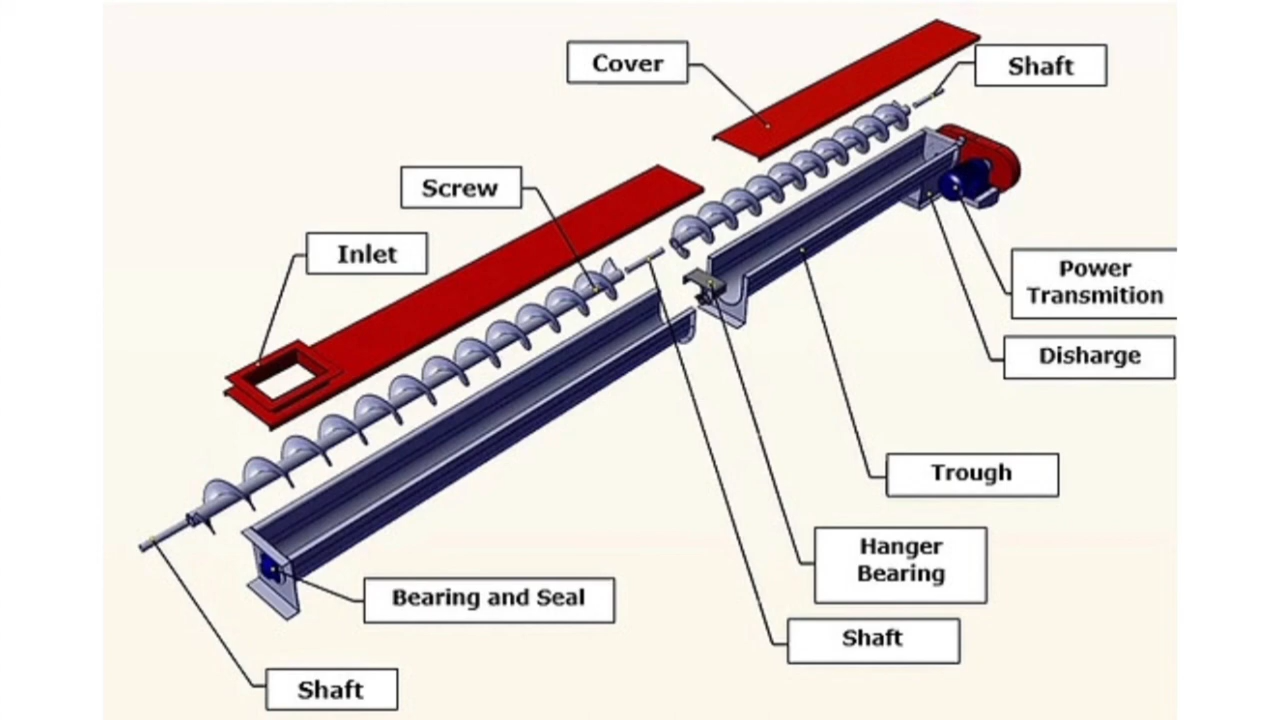 Cover
Shaft
Screw
Inlet
Power
Transmition
Disharge
Trough
Hanger
Bearing
Bearing and Seal
Shaft
Shaft